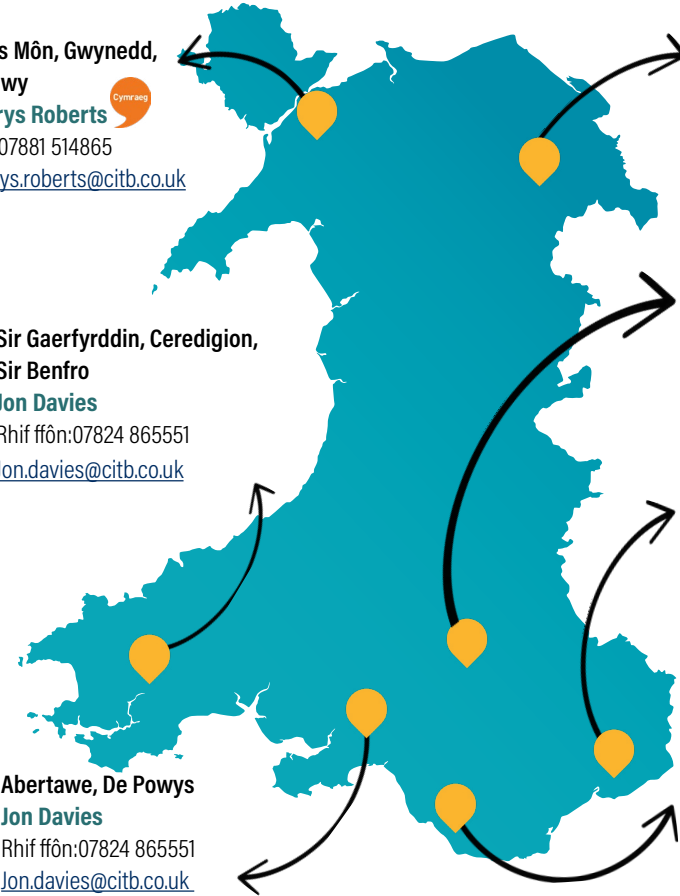 s Môn, Gwynedd,
wy
rys Roberts
Cymraeg
07881 514865
ys.roberts@citb.co.uk
Sir Gaerfyrddin, Ceredigion,
Sir Benfro
Jon Davies
Rhif ffôn:07824 865551
Jon.davies@citb.co.uk
Abertawe, De Powys
Jon Davies
Rhif ffôn:07824 865551
Jon.davies@citb.co.uk